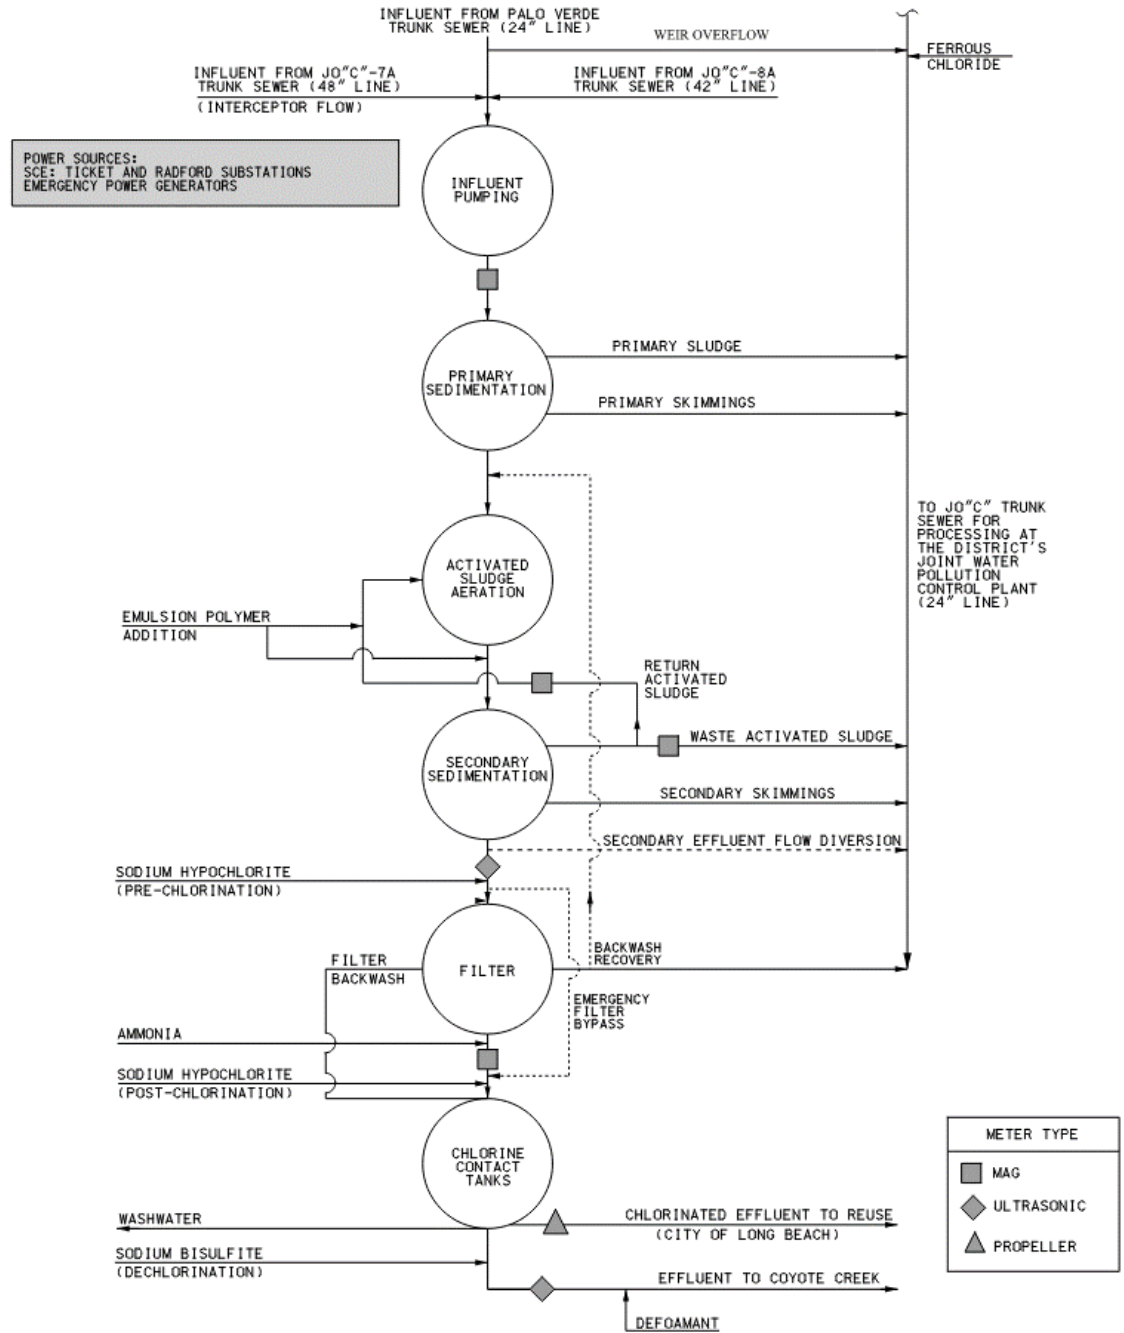 INFLUENT FROM PALO VERDE
TRUNK SEWER (24" LINE)
WEIR OVERFLOW
FERROUS
CHLORIDE
INFLUENT FROM JO"C"-7A
TRUNK SEWER (48" LINE)
(INTERCEPTOR FLOW)
INFLUENT FROM JO"C"-8A
TRUNK SEWER (42" LINE)
POWER SOURCES:
SCE: TICKET AND RADFORD SUBSTATIONS
EMERGENCY POWER GENERATORS
INFLUENT
PUMPING
PRIMARY SLUDGE
PRIMARY
SEDIMENTATION
PRIMARY SKIMMINGS
TO JO"C" TRUNK
SEWER FOR
PROCESSING AT
THE DISTRICT'S
JOINT WATER
POLLUTION
CONTROL PLANT
(24" LINE)
ACTIVATED
SLUDGE
AERATION
EMULSION POLYMER
ADDITION
RETURN
ACTIVATED
SLUDGE
WASTE ACTIVATED SLUDGE
SECONDARY
SEDIMENTATION
SECONDARY SKIMMINGS
SECONDARY EFFLUENT FLOW DIVERSION
SODIUM HYPOCHLORITE
(PRE-CHLORINATION)
FILTER
BACKWASH
FILTER
BACKWASH
RECOVERY
EMERGENCY
FILTER
BYPASS
AMMONIA
SODIUM HYPOCHLORITE
(POST-CHLORINATION)
CHLORINE
CONTACT
TANKS
METER TYPE
MAG
ULTRASONIC
PROPELLER
WASHWATER
CHLORINATED EFFLUENT TO REUSE
(CITY OF LONG BEACH)
SODIUM BISULFITE
(DECHLORINATION)
EFFLUENT TO COYOTE CREEK
DEFOAMANT